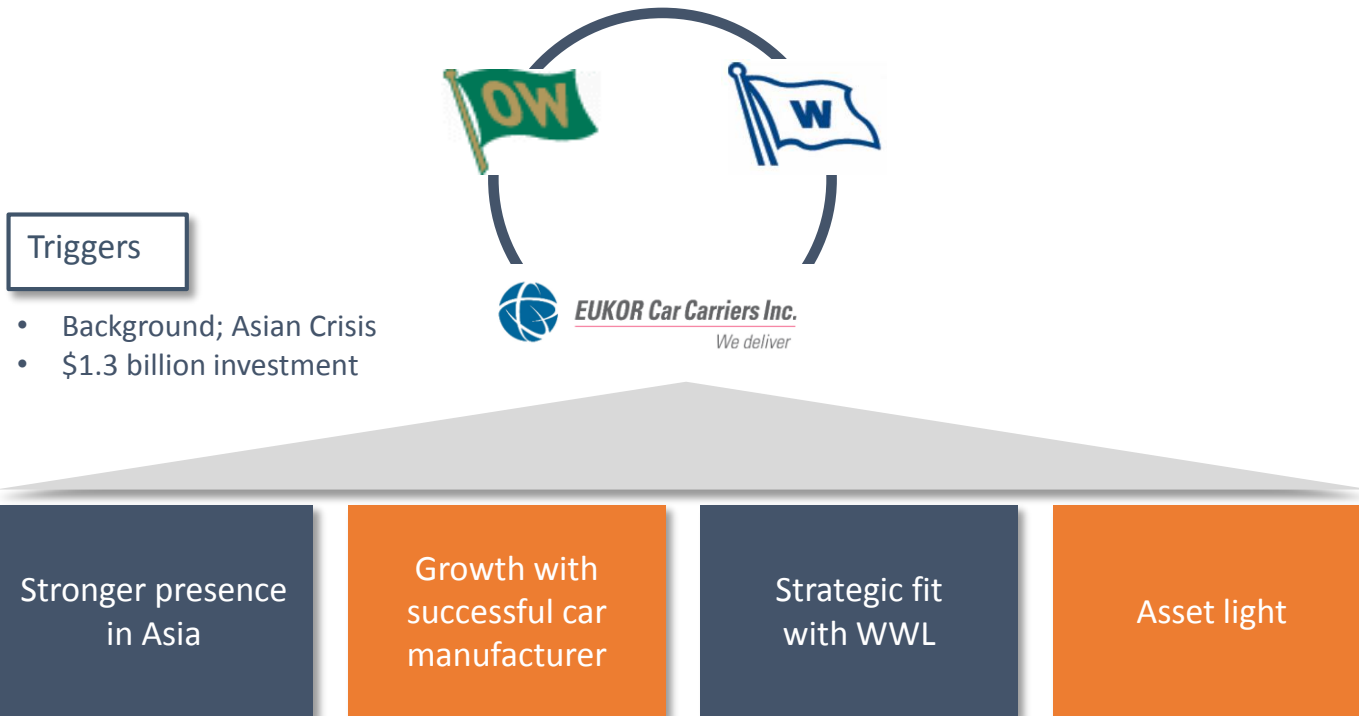 OW
W
Triggers
EUKOR Car Carriers Inc.
We deliver
• Background; Asian Crisis
• $1.3 billion investment
Stronger presence
in Asia
Growth with
successful car
manufacturer
Strategic fit
with WWL
Asset light